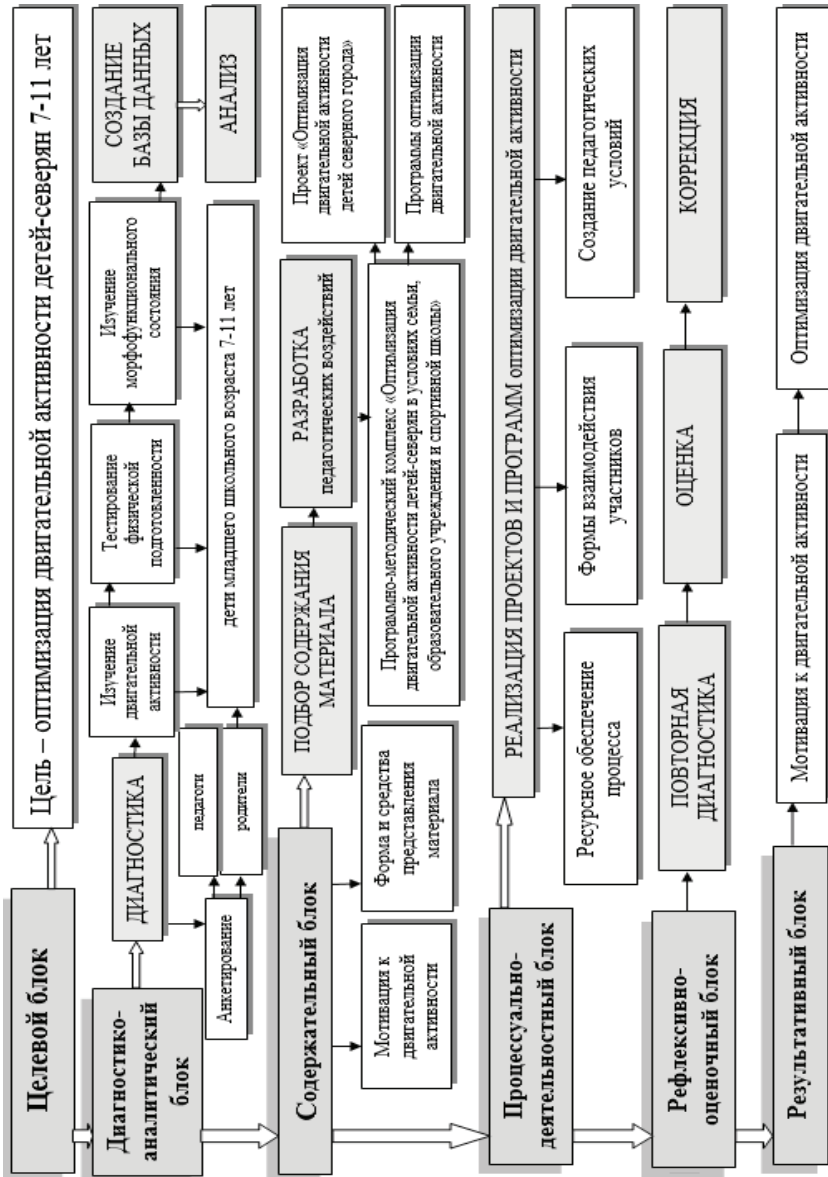 Целевой блок
Цель – оптимизация двигательной активности детей-северян 7-11 лет
Диагностико-
аналитический
блок
ДИАГНОСТИКА
Изучение
двигательной
активности
Тестирование
физической
подготовленности
Изучение
морфофункционального
состояния
СОЗДАНИЕ
БАЗЫ ДАННЫХ
АНАЛИЗ
Анкетирование
педагоги
родители
дети младшего школьного возраста 7-11 лет
Содержательный блок
Мотивация к
двигательной
активности
Форма и средства
представления
материала
ПОДБОР СОДЕРЖАНИЯ
МАТЕРИАЛА
РАЗРАБОТКА
педагогических воздействий
Программно-методический комплекс «Оптимизация
двигательной активности детей-северян в условиях семьи,
образовательного учреждения и спортивной школы»
Проект «Оптимизация
двигательной активности
детей северного города»
Программы оптимизации
двигательной активности
Процессуально-
деятельностный блок
РЕАЛИЗАЦИЯ ПРОЕКТОВ И ПРОГРАММ оптимизации двигательной активности
Ресурсное обеспечение
процесса
Формы взаимодействия
участников
Создание педагогических
условий
Рефлексивно-
оценочный блок
ПОВТОРНАЯ
ДИАГНОСТИКА
ОЦЕНКА
КОРРЕКЦИЯ
Результативный блок
Мотивация к двигательной активности
Оптимизация двигательной активности